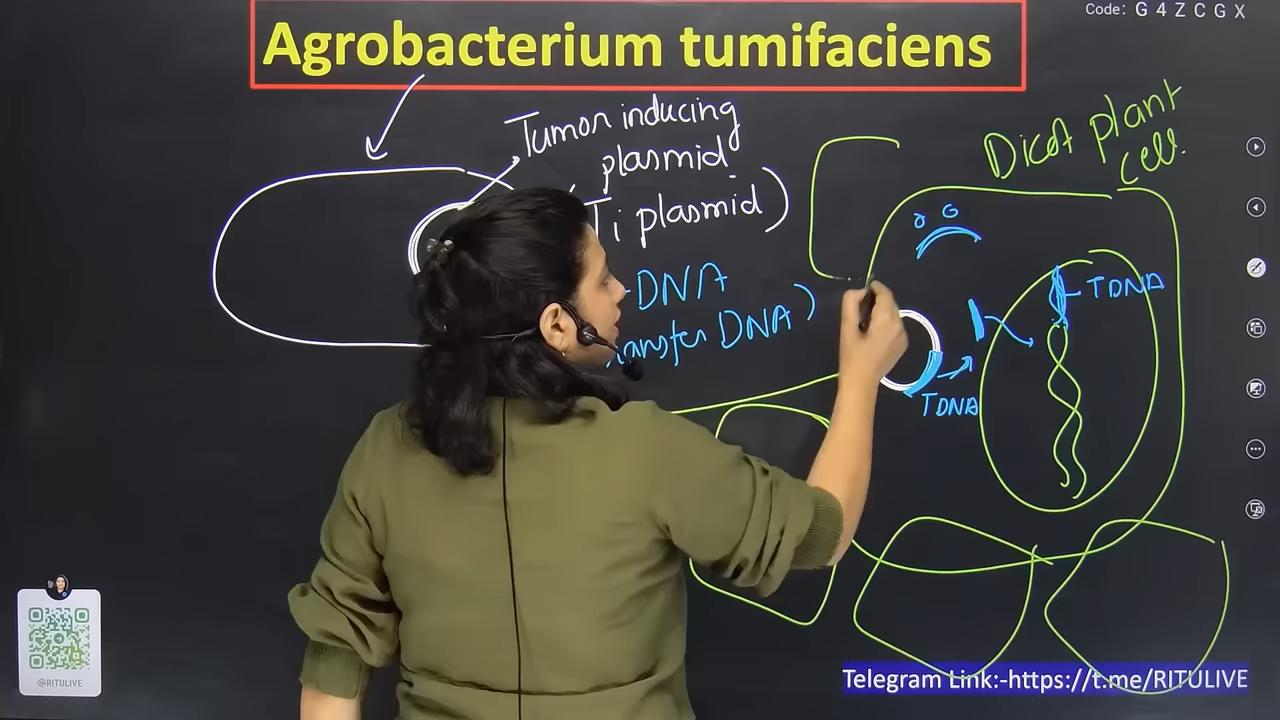 Code: G 4 Z C G X
Agrobacterium tumifaciens
Tumor inducing
plasmid
Ti plasmid)
Dicot plant
cell
-DNA
DNA)
TDNA
TDNA
@RITULIVE
Telegram Link:-https://t.me/RITULIVE